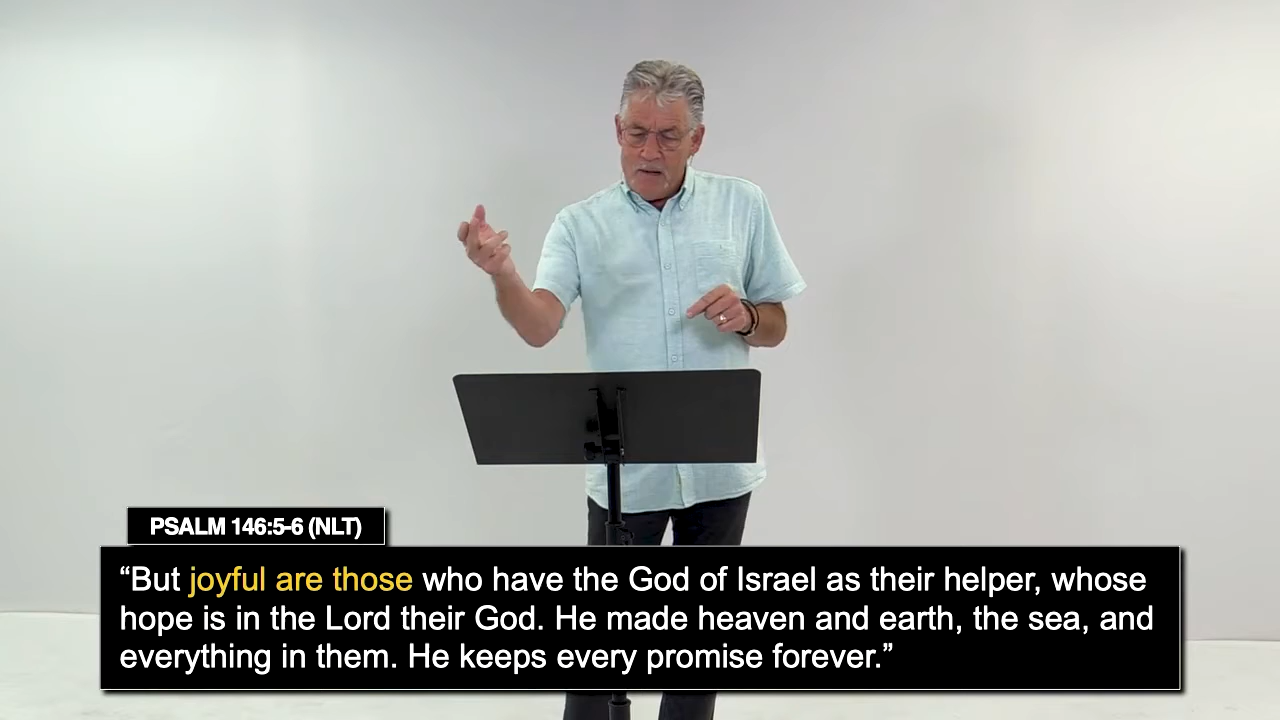 PSALM 146:5-6 (NLT)
“But joyful are those who have the God of Israel as their helper, whose
hope is in the Lord their God. He made heaven and earth, the sea, and
everything in them. He keeps every promise forever.”